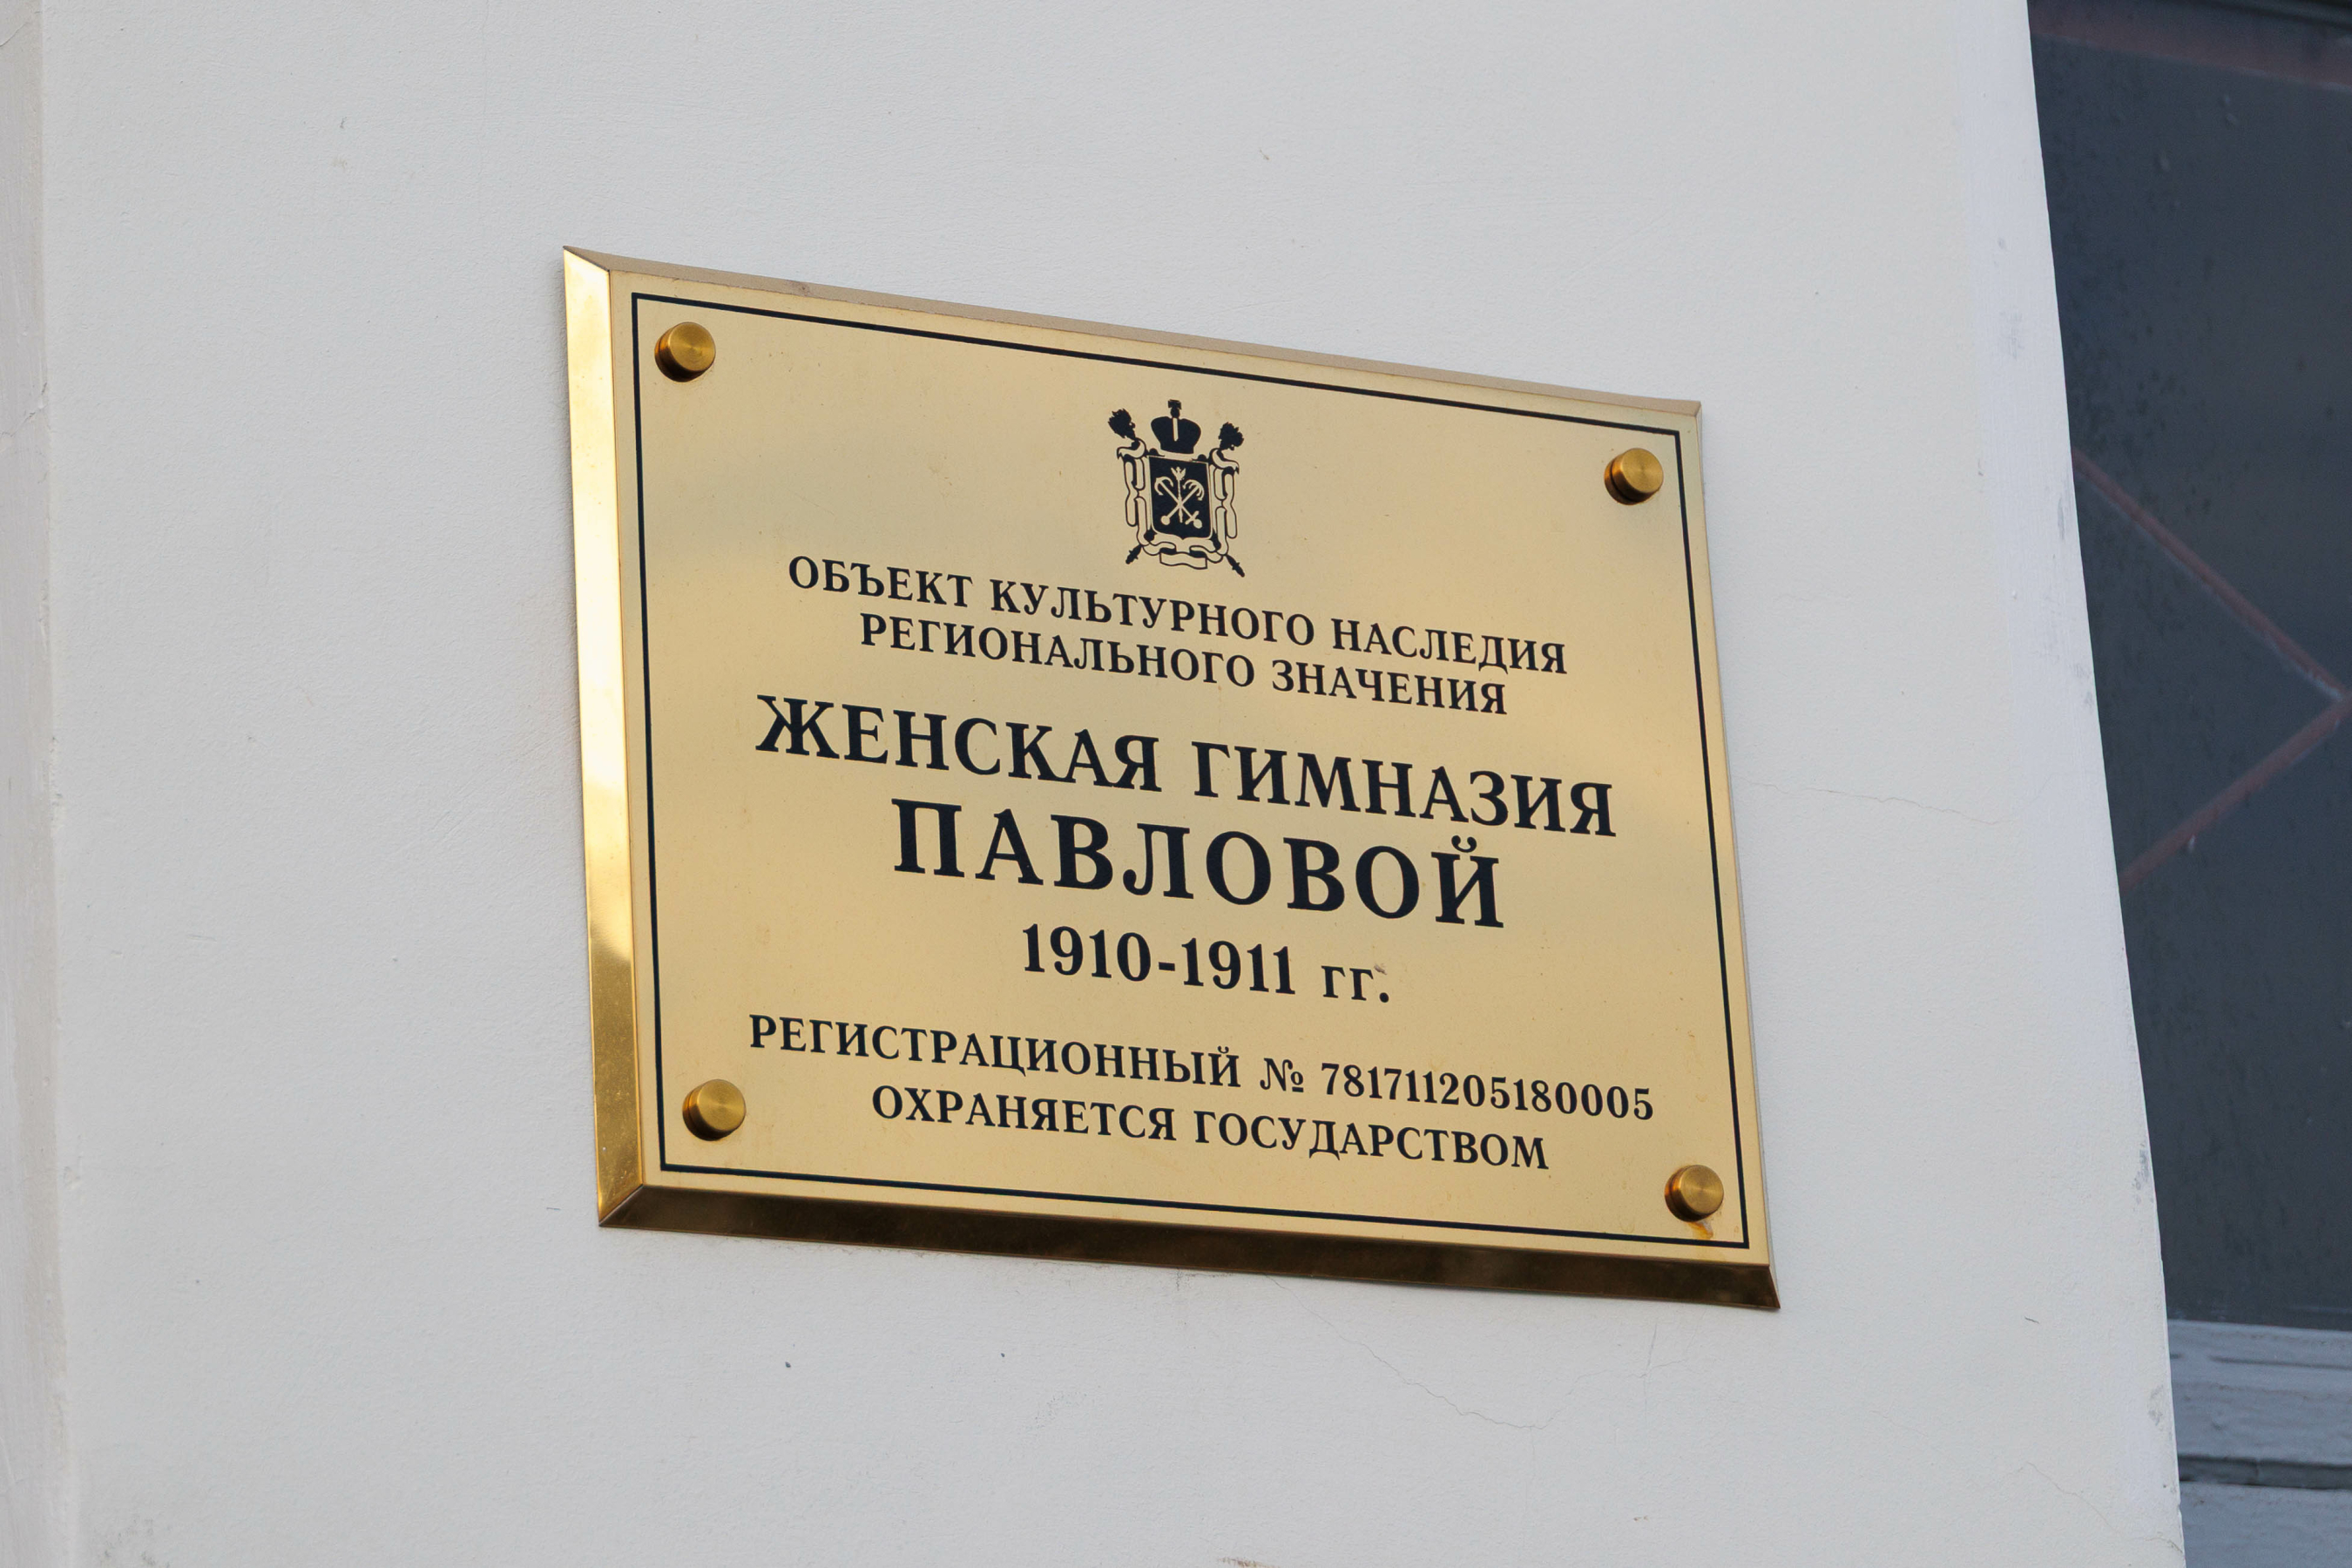 ОБЪЕКТ КУЛЬТУРНОГО НАСЛЕДИЯ
РЕГИОНАЛЬНОГО ЗНАЧЕНИЯ
ЖЕНСКАЯ ГИМНАЗИЯ
ПАВЛОВОЙ
1910-1911 гг.
РЕГИСТРАЦИОННЫЙ № 781711205180005
ОХРАНЯЕТСЯ ГОСУДАРСТВОМ